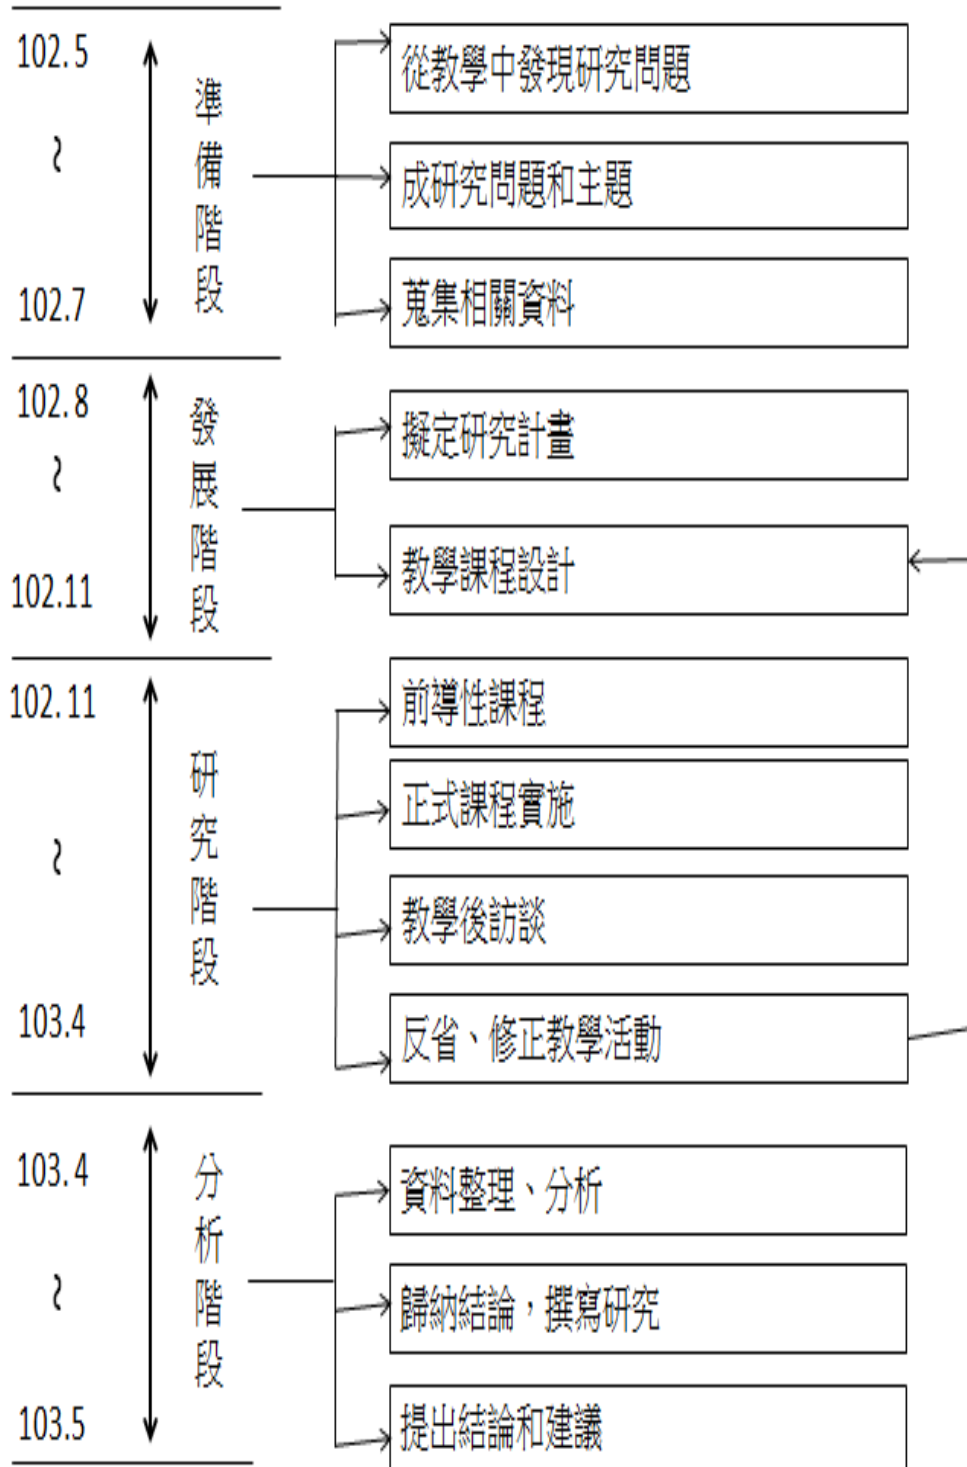 102.5
~
102.7
準備階段
從教學中發現研究問題
成研究問題和主題
蒐集相關資料
102.8
~
102.11
發展階段
擬定研究計畫
教學課程設計
102.11
~
103.4
研究階段
前導性課程
正式課程實施
教學後訪談
反省、修正教學活動
103.4
~
103.5
分析階段
資料整理、分析
歸納結論，撰寫研究
提出結論和建議